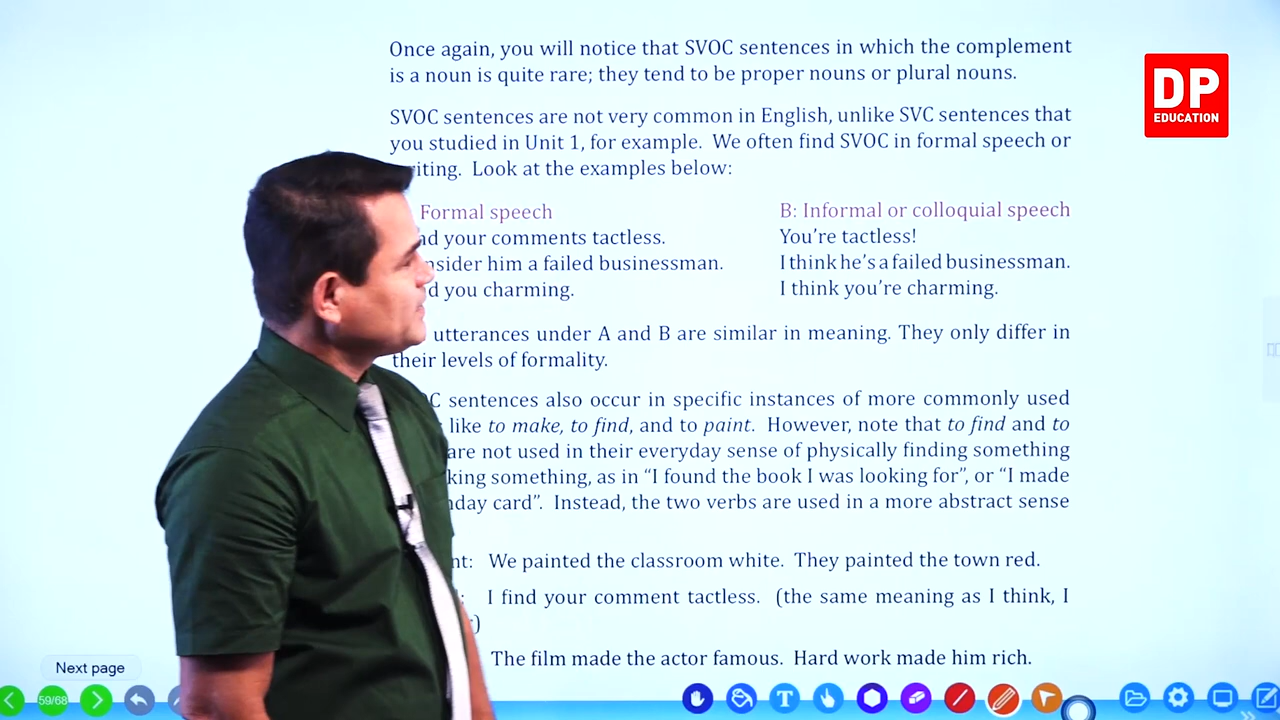 Once again, you will notice that SVOC sentences in which the complement
is a noun is quite rare; they tend to be proper nouns or plural nouns.
DP
EDUCATION
SVOC sentences are not very common in English, unlike SVC sentences that
you studied in Unit 1, for example. We often find SVOC in formal speech or
Look at the examples below:
Formal speech
your comments tactless.
him a failed businessman.
you charming.
B: Informal or colloquial speech
You're tactless!
I think he's a failed businessman.
I think you're charming.
utterances under A and B are similar in meaning. They only differ in
their levels of formality.
sentences also occur in specific instances of more commonly used
like to make, to find, and to paint. However, note that to find and to
are not used in their everyday sense of physically finding something
something, as in “I found the book I was looking for”, or “I made
card”. Instead, the two verbs are used in a more abstract sense
We painted the classroom white. They painted the town red.
I find your comment tactless. (the same meaning as I think, I
The film made the actor famous. Hard work made him rich.
Next page
59/68